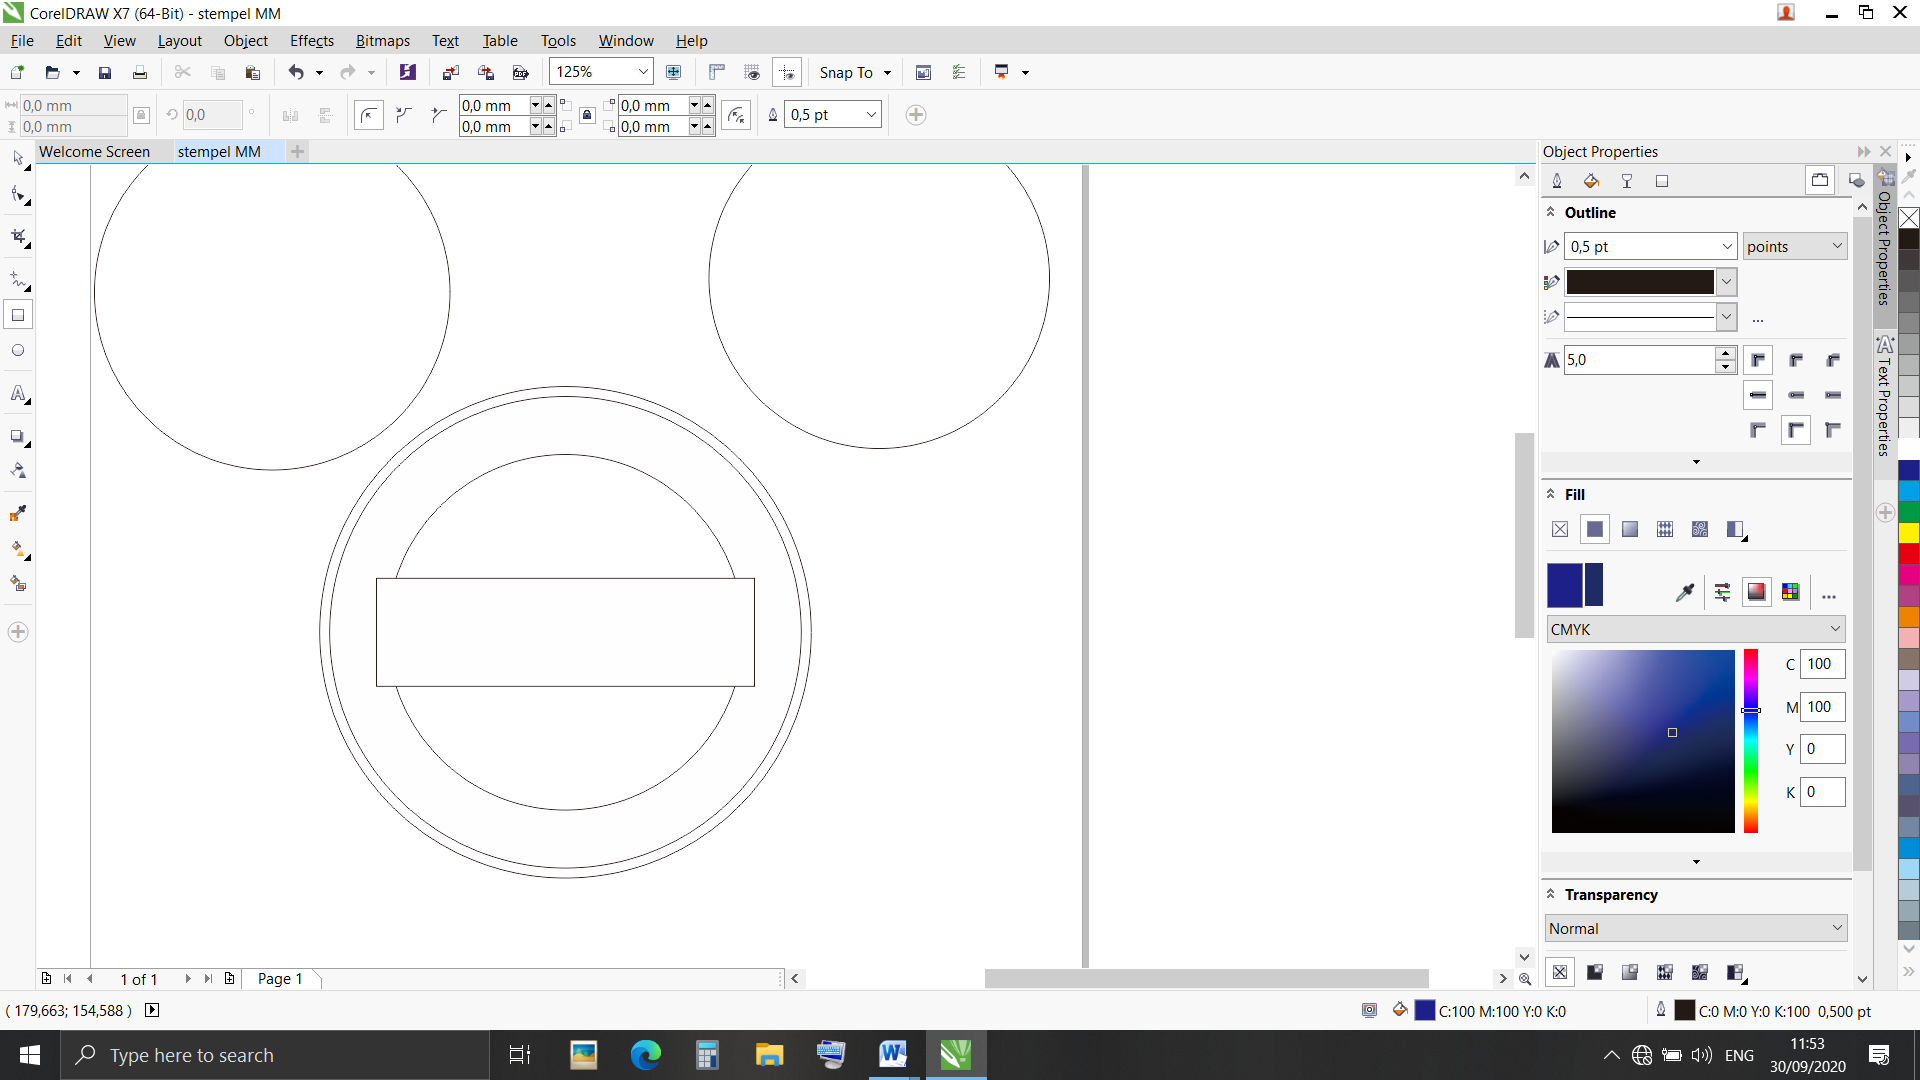 CorelDRAW X7 (64-Bit) - stempel MM
File Edit View Layout Object Effects Bitmaps Text Table Tools Window Help
125% Snap To
0,0 mm 0,0 0,0 mm 0,0 mm 0,5 pt
0,0 mm 0,0 mm 0,0 mm
Welcome Screen stempel MM
Object Properties
Outline
0,5 pt points
5,0
Fill
CMYK
C 100
M 100
Y 0
K 0
Transparency
Normal
Object Properties
Text Properties
1 of 1 Page 1
( 179,663; 154,588 ) C:100 M:100 Y:0 K:0 C:0 M:0 Y:0 K:100 0,500 pt
Type here to search
ENG
11:53
30/09/2020